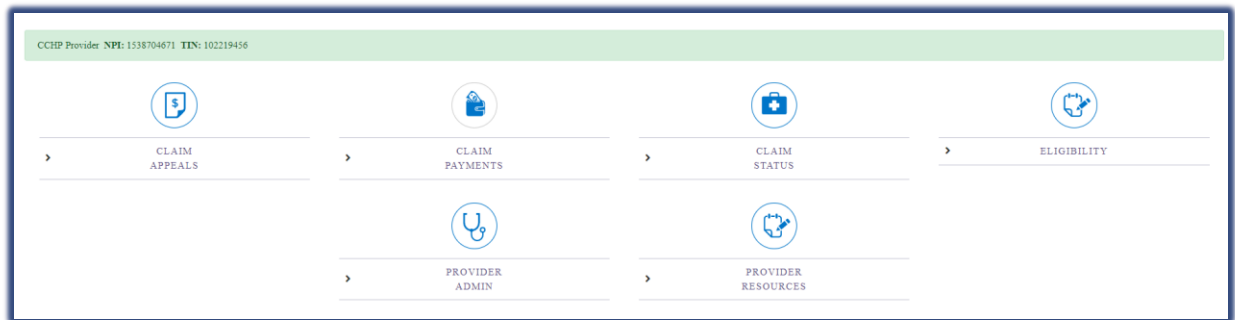 CCHP Provider NPI: 1538704671 TIN: 102219456
CLAIM
APPEALS
CLAIM
PAYMENTS
CLAIM
STATUS
ELIGIBILITY
PROVIDER
ADMIN
PROVIDER
RESOURCES